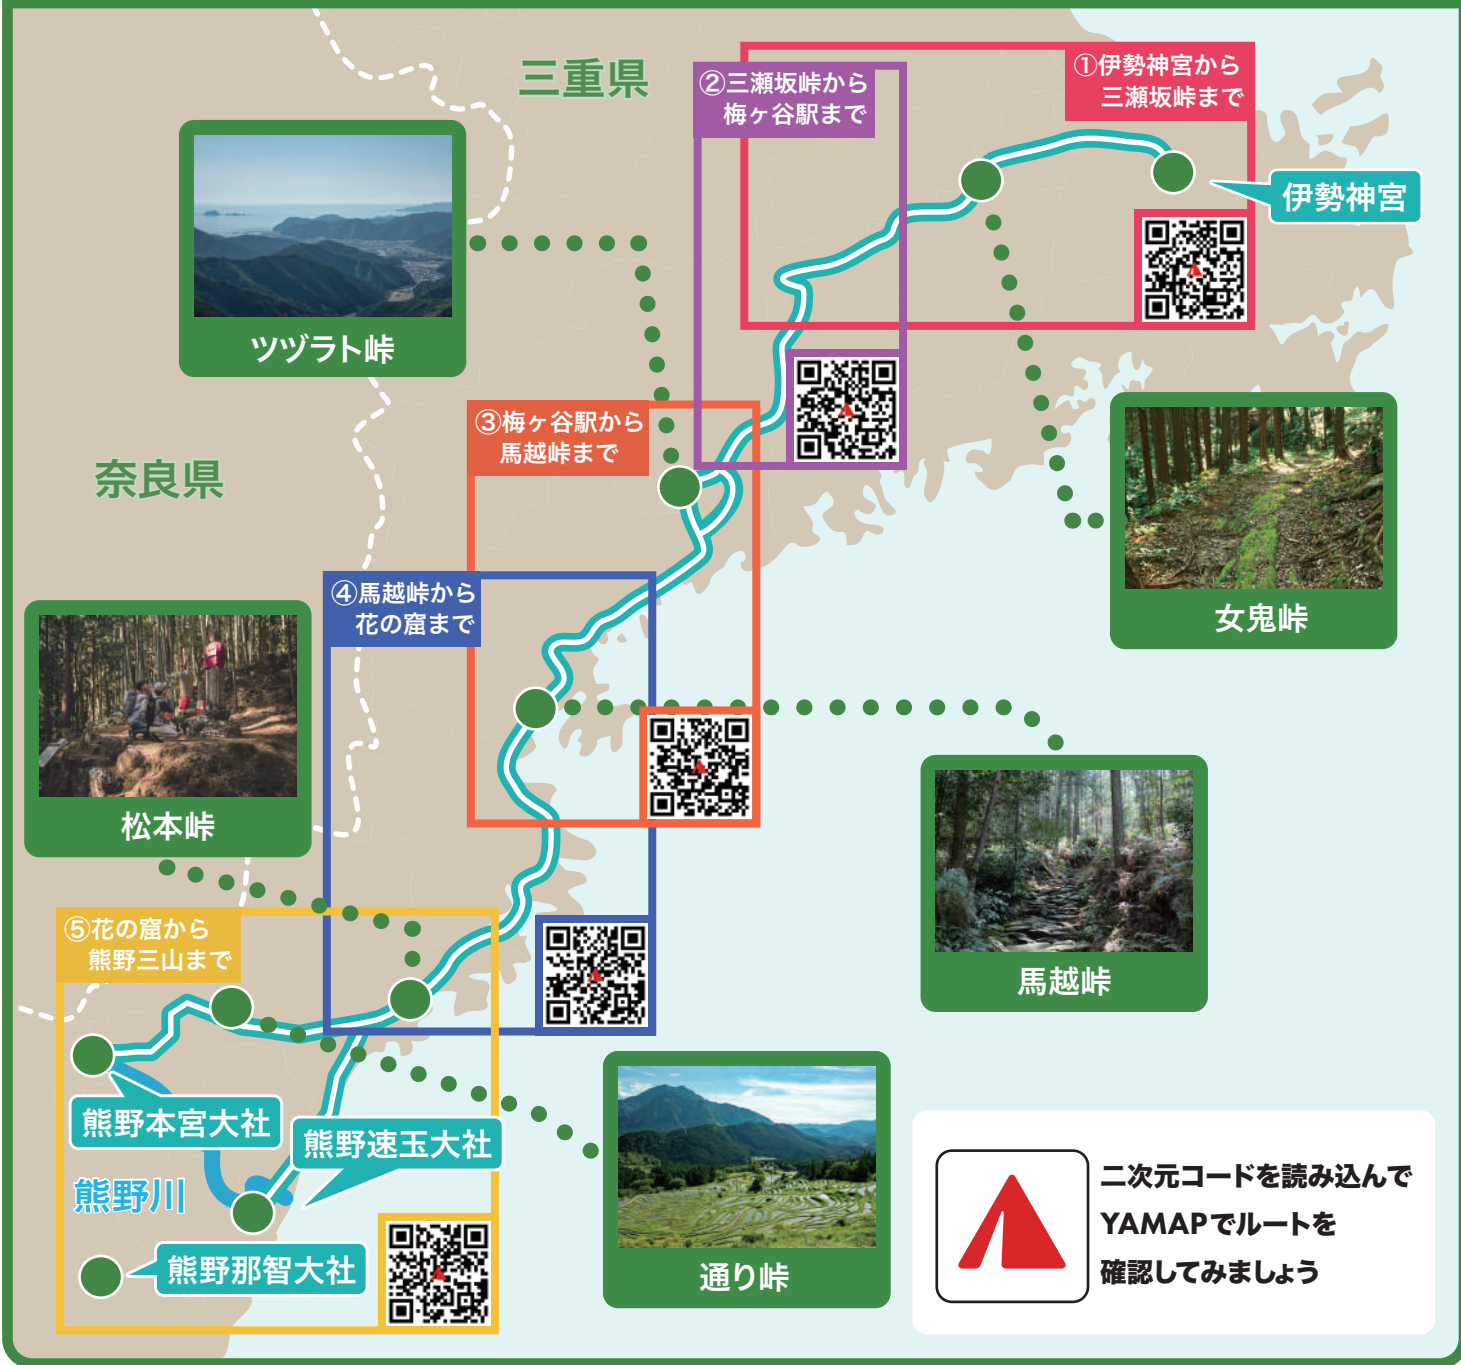 三重県
①伊勢神宮から
三瀬坂峠まで
②三瀬坂峠から
梅ヶ谷駅まで
伊勢神宮
ツヅラト峠
③梅ヶ谷駅から
馬越峠まで
奈良県
女鬼峠
④馬越峠から
花の窟まで
松本峠
馬越峠
⑤花の窟から
熊野三山まで
熊野本宮大社
熊野速玉大社
熊野川
熊野那智大社
通り峠
二次元コードを読み込んで
YAMAPでルートを
確認してみましょう